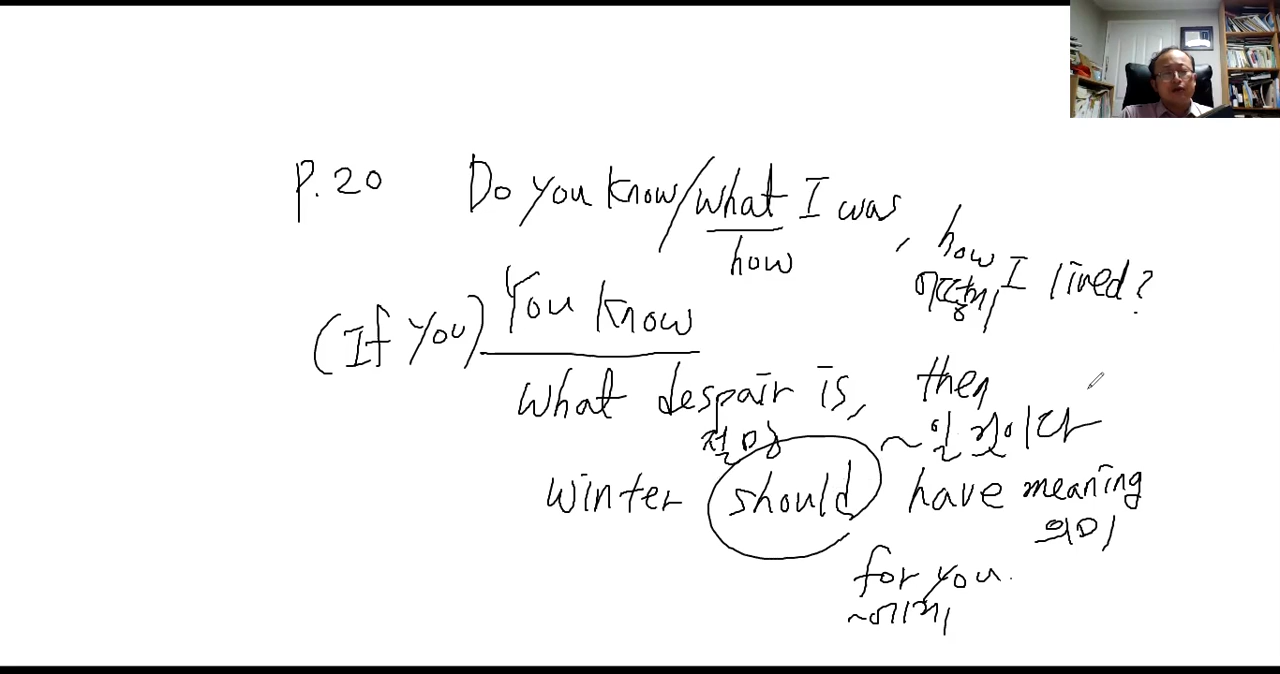 P.20 Do you know/what I was, how I lived?
how 어떻게
(If you) You know
what despair is, then
절망 ~일 것이다
winter should have meaning
의미
for you.
~에게